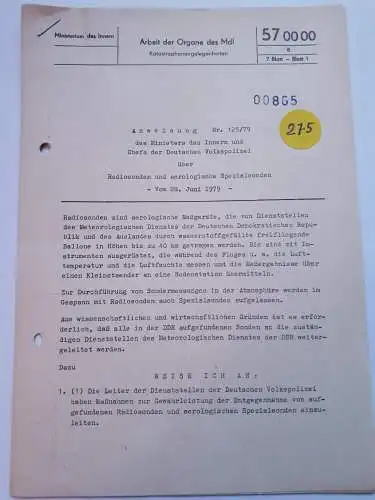 Ministerium des Innern
Arbeit der Organe des MdI
Katastrophenangelegenheiten
57 00 00
6
7 Blatt – Blatt 1
00865
275
Anweisung Nr. 125/79
des Ministers des Innern und
Chefs der Deutschen Volkspolizei
über
Radiosonden und aerologische Spezialsonden
- Vom 28. Juni 1979 -
Radiosonden sind aerologische Meßgeräte, die von Dienststellen
des Meteorologischen Dienstes der Deutschen Demokratischen Repu-
blik und des Auslandes durch wasserstoffgefüllte freifliegende
Ballone in Höhen bis zu 40 km getragen werden. Sie sind mit In-
strumenten ausgerüstet, die während des Fluges u. a. die Luft-
temperatur und die Luftfeuchte messen und die Meßergebnisse über
einen Kleinstsender an eine Bodenstation übermitteln.
Zur Durchführung von Sondermessungen in der Atmosphäre werden im
Gespann mit Radiosonden auch Spezialsonden aufgelassen.
Aus wissenschaftlichen und wirtschaftlichen Gründen ist es erfor-
derlich, daß alle in der DDR aufgefundenen Sonden an die zustän-
digen Dienststellen des Meteorologischen Dienstes der DDR weiter-
geleitet werden.
Dazu
WEISE ICH AN:
1. (1) Die Leiter der Dienststellen der Deutschen Volkspolizei
haben Maßnahmen zur Gewährleistung der Entgegennahme von auf-
gefundenen Radiosonden und aerologischen Spezialsonden einzu-
leiten.